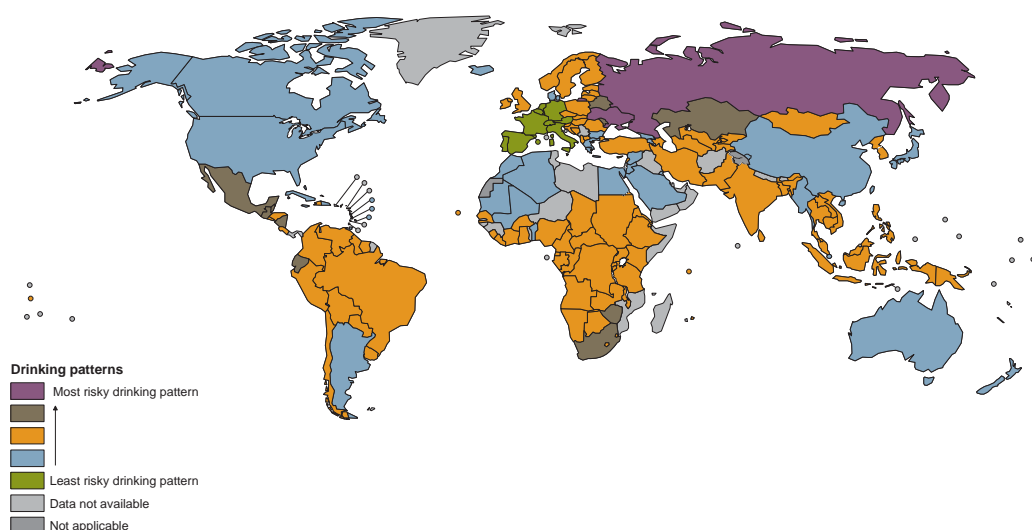 Drinking patterns
Most risky drinking pattern
Least risky drinking pattern
Data not available
Not applicable